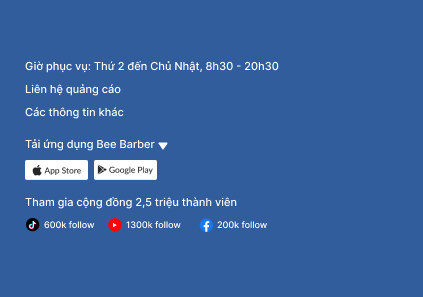 Giờ phục vụ: Thứ 2 đến Chủ Nhật, 8h30 - 20h30
Liên hệ quảng cáo
Các thông tin khác
Tải ứng dụng Bee Barber
App Store Google Play
Tham gia cộng đồng 2,5 triệu thành viên
600k follow 1300k follow 200k follow